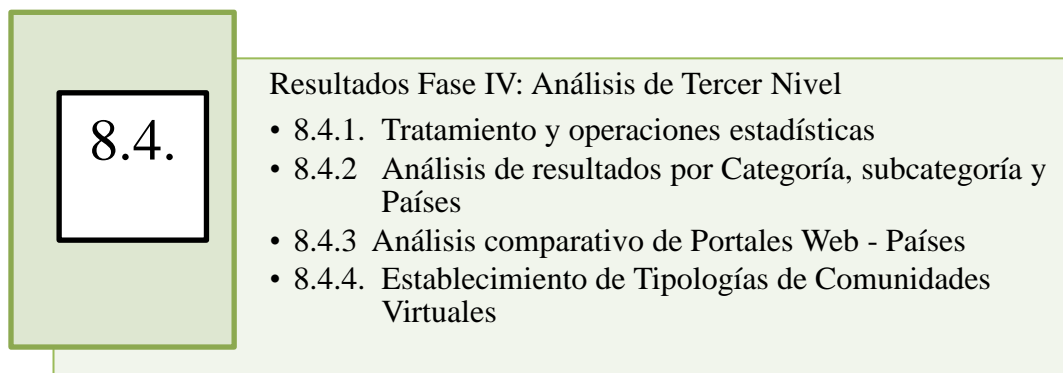 8.4.
Resultados Fase IV: Análisis de Tercer Nivel
• 8.4.1. Tratamiento y operaciones estadísticas
• 8.4.2 Análisis de resultados por Categoría, subcategoría y
Países
• 8.4.3 Análisis comparativo de Portales Web - Países
• 8.4.4. Establecimiento de Tipologías de Comunidades
Virtuales